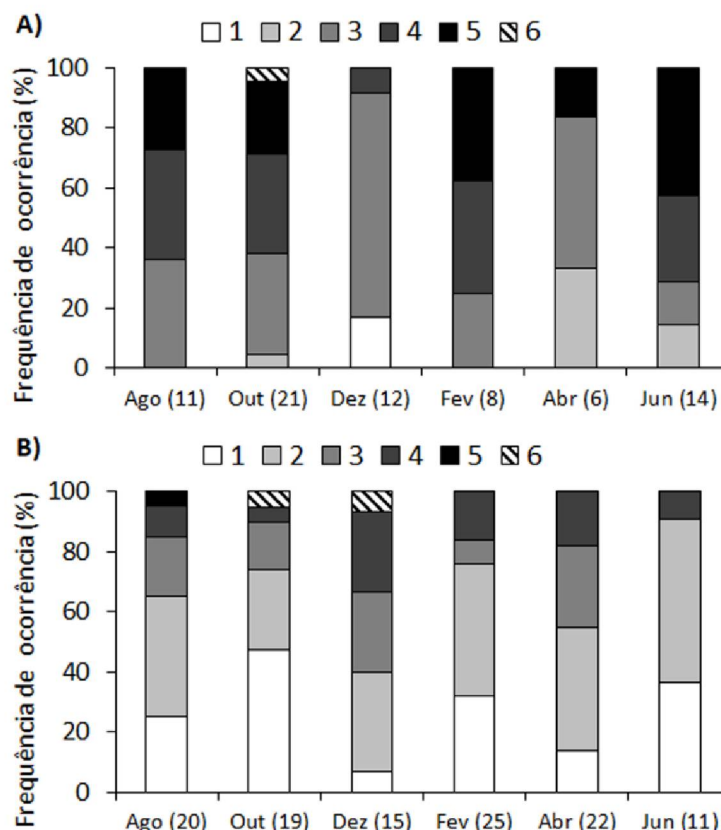 A)
1 2 3 4 5 6
Frequência de ocorrência (%)
100
80
60
40
20
0
Ago (11) Out (21) Dez (12) Fev (8) Abr (6) Jun (14)
B)
1 2 3 4 5 6
Frequência de ocorrência (%)
100
80
60
40
20
0
Ago (20) Out (19) Dez (15) Fev (25) Abr (22) Jun (11)